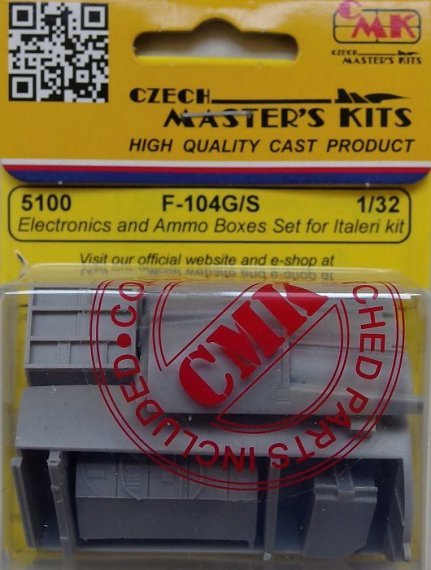 CMK
CZECH
MASTER'S KITS
CZECH
MASTER'S KITS
HIGH QUALITY CAST PRODUCT
5100 F-104G/S 1/32
Electronics and Ammo Boxes Set for Italeri kit
Visit our official website and e-shop at
CMK
CHED PARTS INCLUDED•CO